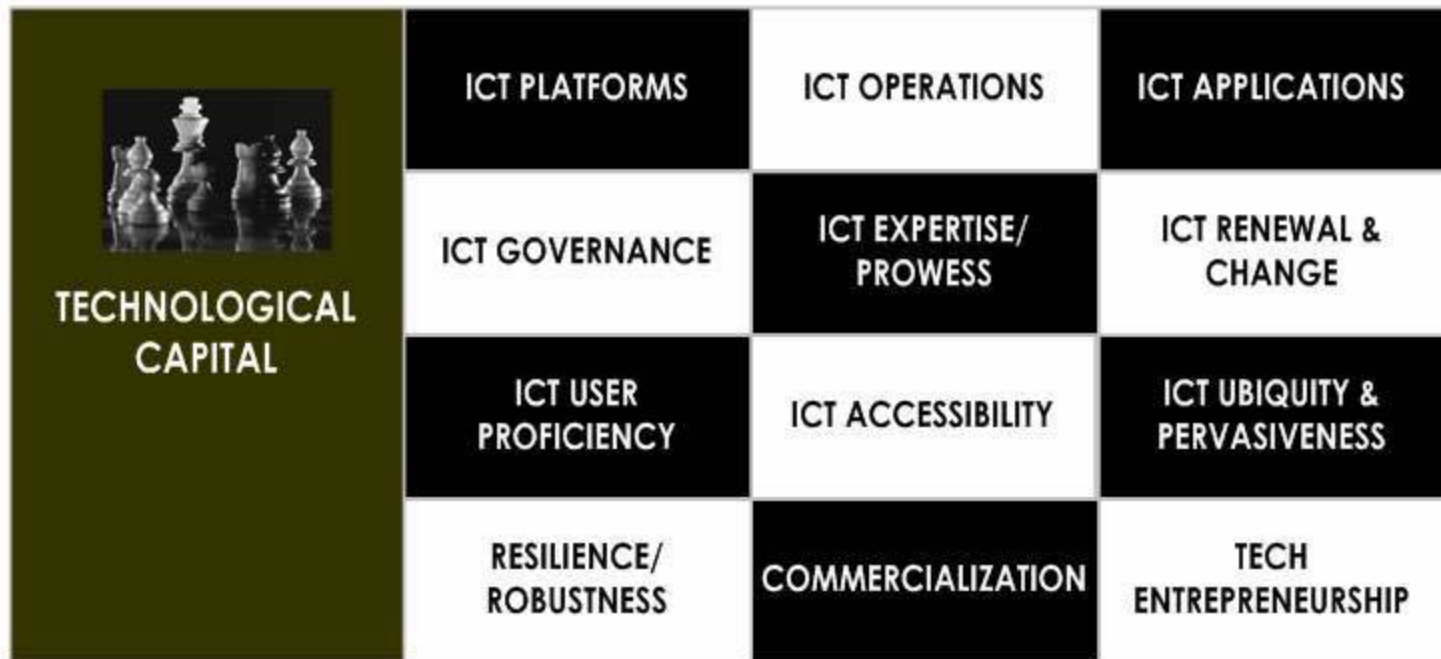 TECHNOLOGICAL
CAPITAL
ICT PLATFORMS
ICT OPERATIONS
ICT APPLICATIONS
ICT GOVERNANCE
ICT EXPERTISE/
PROWESS
ICT RENEWAL &
CHANGE
ICT USER
PROFICIENCY
ICT ACCESSIBILITY
ICT UBIQUITY &
PERVASIVENESS
RESILIENCE/
ROBUSTNESS
COMMERCIALIZATION
TECH
ENTREPRENEURSHIP